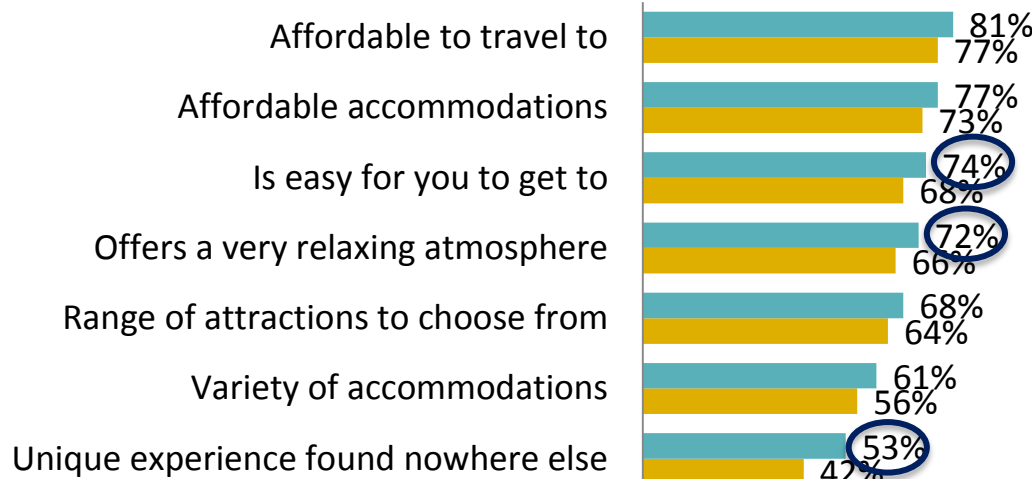 Affordable to travel to 81%
77%
Affordable accommodations 77%
73%
Is easy for you to get to 74%
68%
Offers a very relaxing atmosphere 72%
66%
Range of attractions to choose from 68%
64%
Variety of accommodations 61%
56%
Unique experience found nowhere else 53%
42%